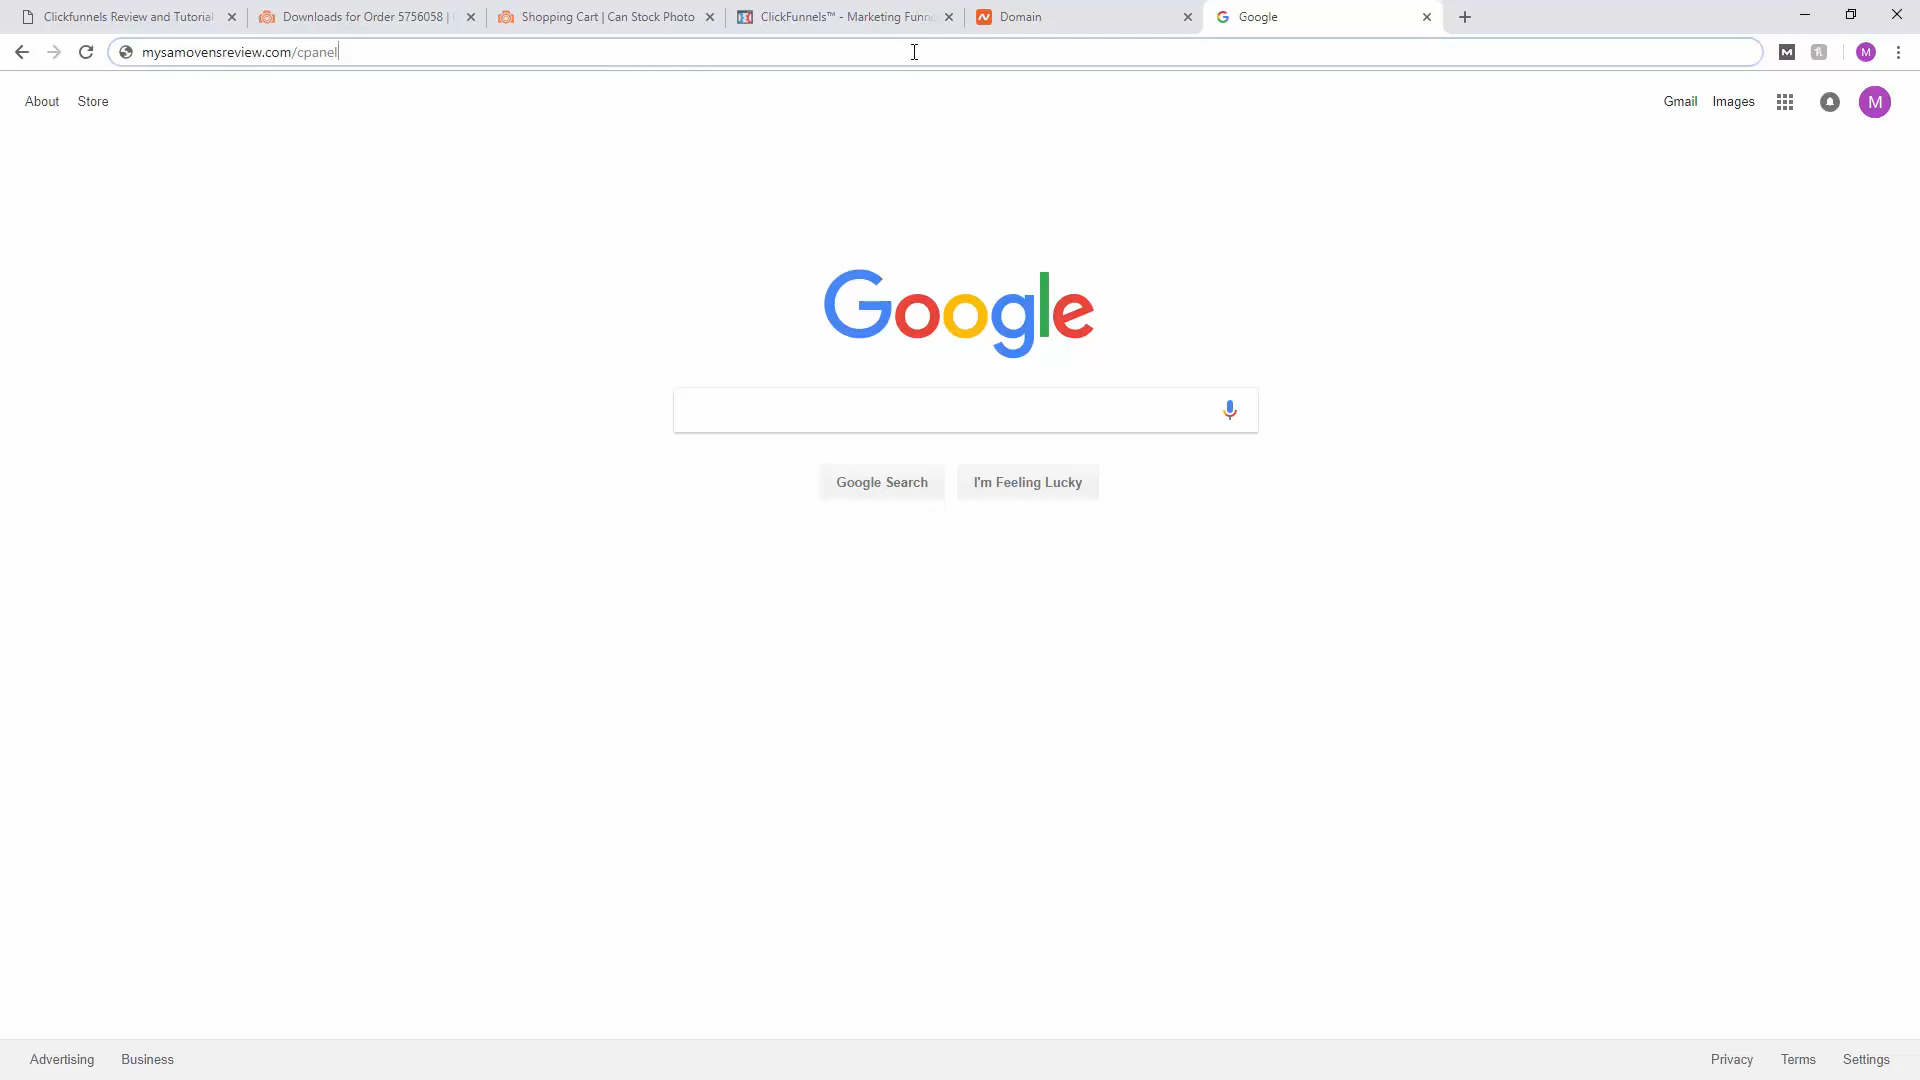 Clickfunnels Review and Tutorial
Downloads for Order 5756058 |
Shopping Cart | Can Stock Photo
ClickFunnels™ - Marketing Funn
Domain
Google
mysamovensreview.com/cpanel
M
About
Store
Gmail
Images
M
Google
Google Search
I'm Feeling Lucky
Advertising
Business
Privacy
Terms
Settings